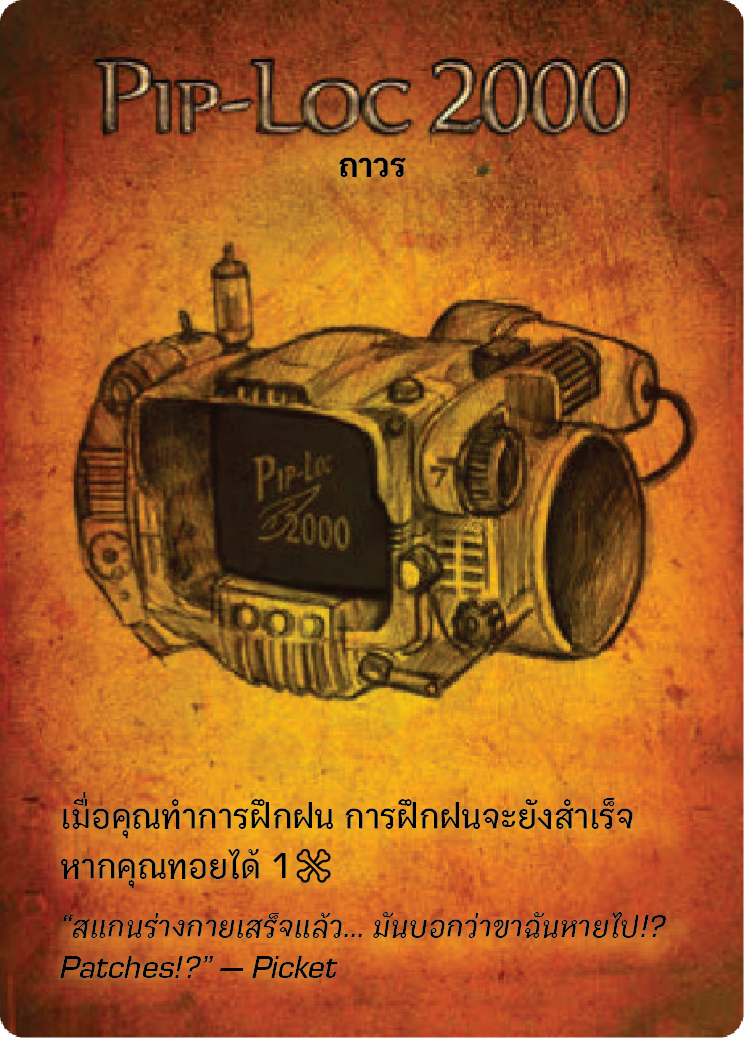 Pip-Loc 2000
ถาวร
Pip-Loc
2000
เมื่อคุณทำการฝึกฝน การฝึกฝนจะยังสำเร็จ
หากคุณทอยได้ 1
“สแกนร่างกายเสร็จแล้ว... มันบอกว่าขาฉันหายไป!?
Patches!?” — Picket